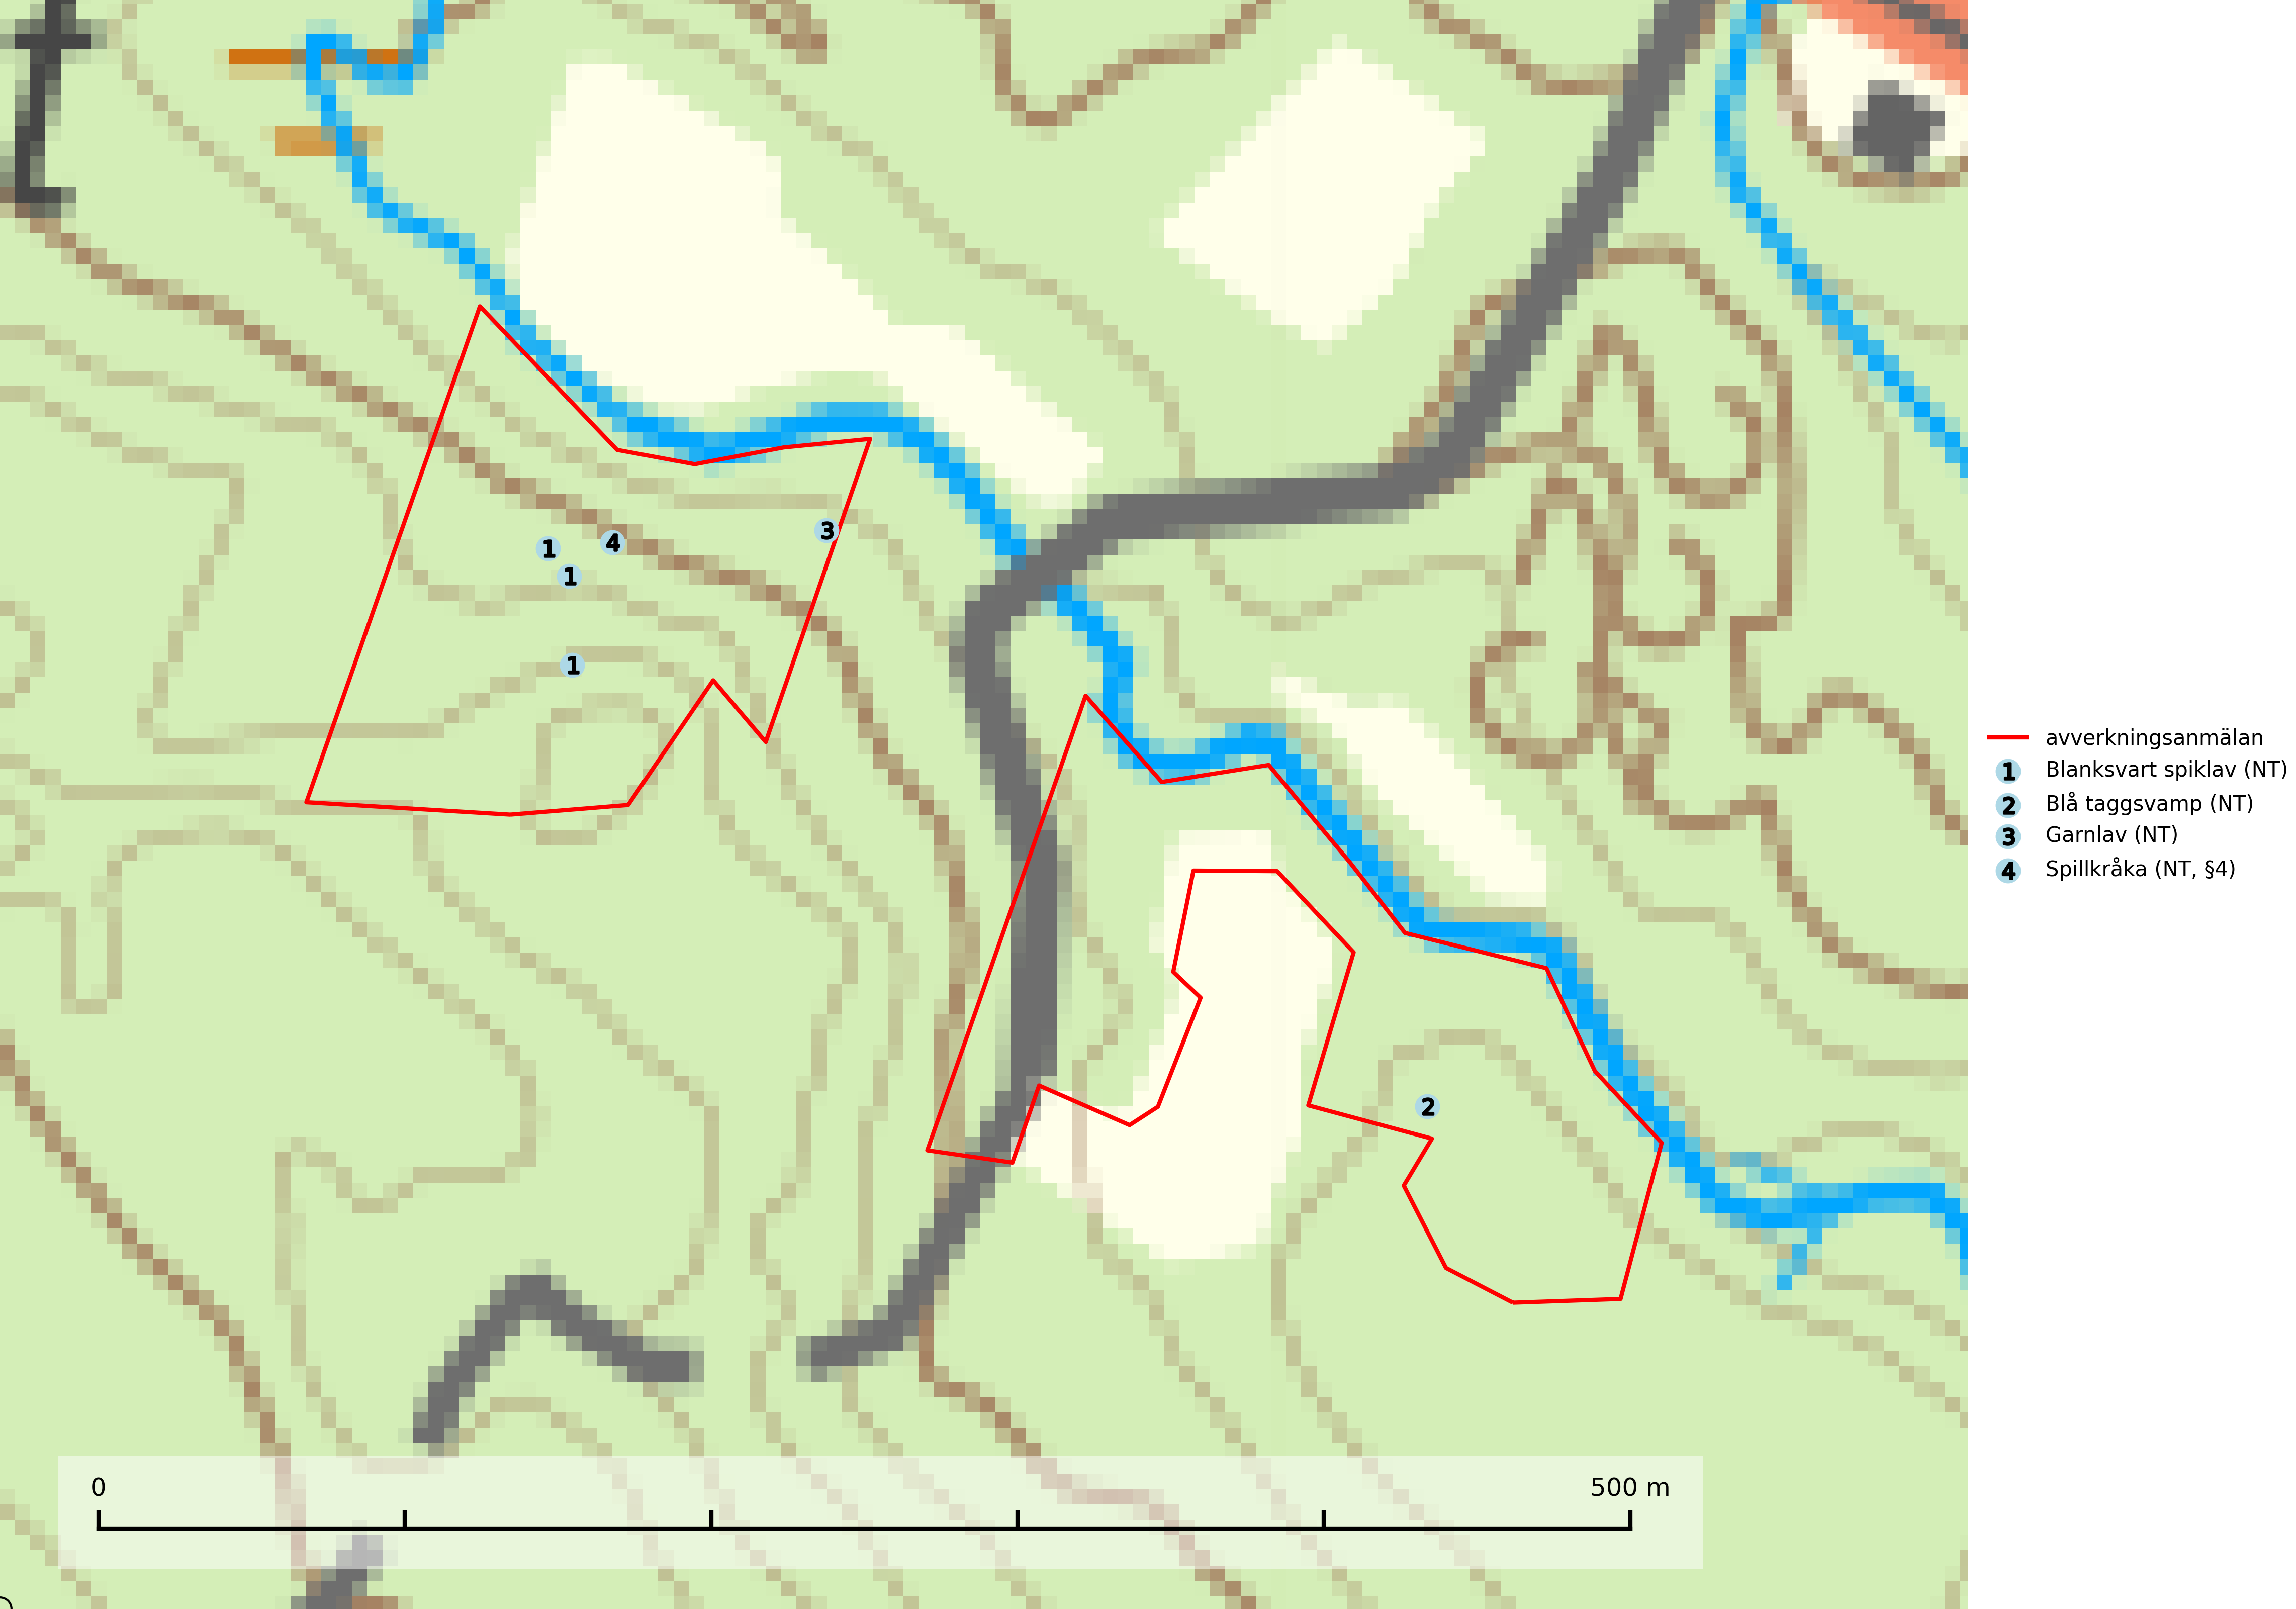 1
4
3
1
1
2
avverkningsanmälan
1 Blanksvart spiklav (NT)
2 Blå taggsvamp (NT)
3 Garnlav (NT)
4 Spillkråka (NT, §4)
0 500 m